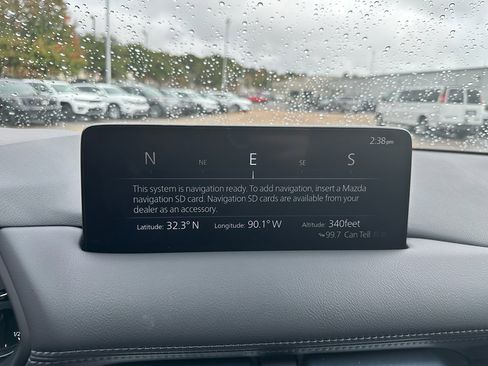 2:38pm
N NE E SE S
This system is navigation ready. To add navigation, insert a Mazda
navigation SD card. Navigation SD cards are available from your
dealer as an accessory.
Latitude: 32.3° N Longitude: 90.1° W Altitude: 340feet
99.7 Can Tell